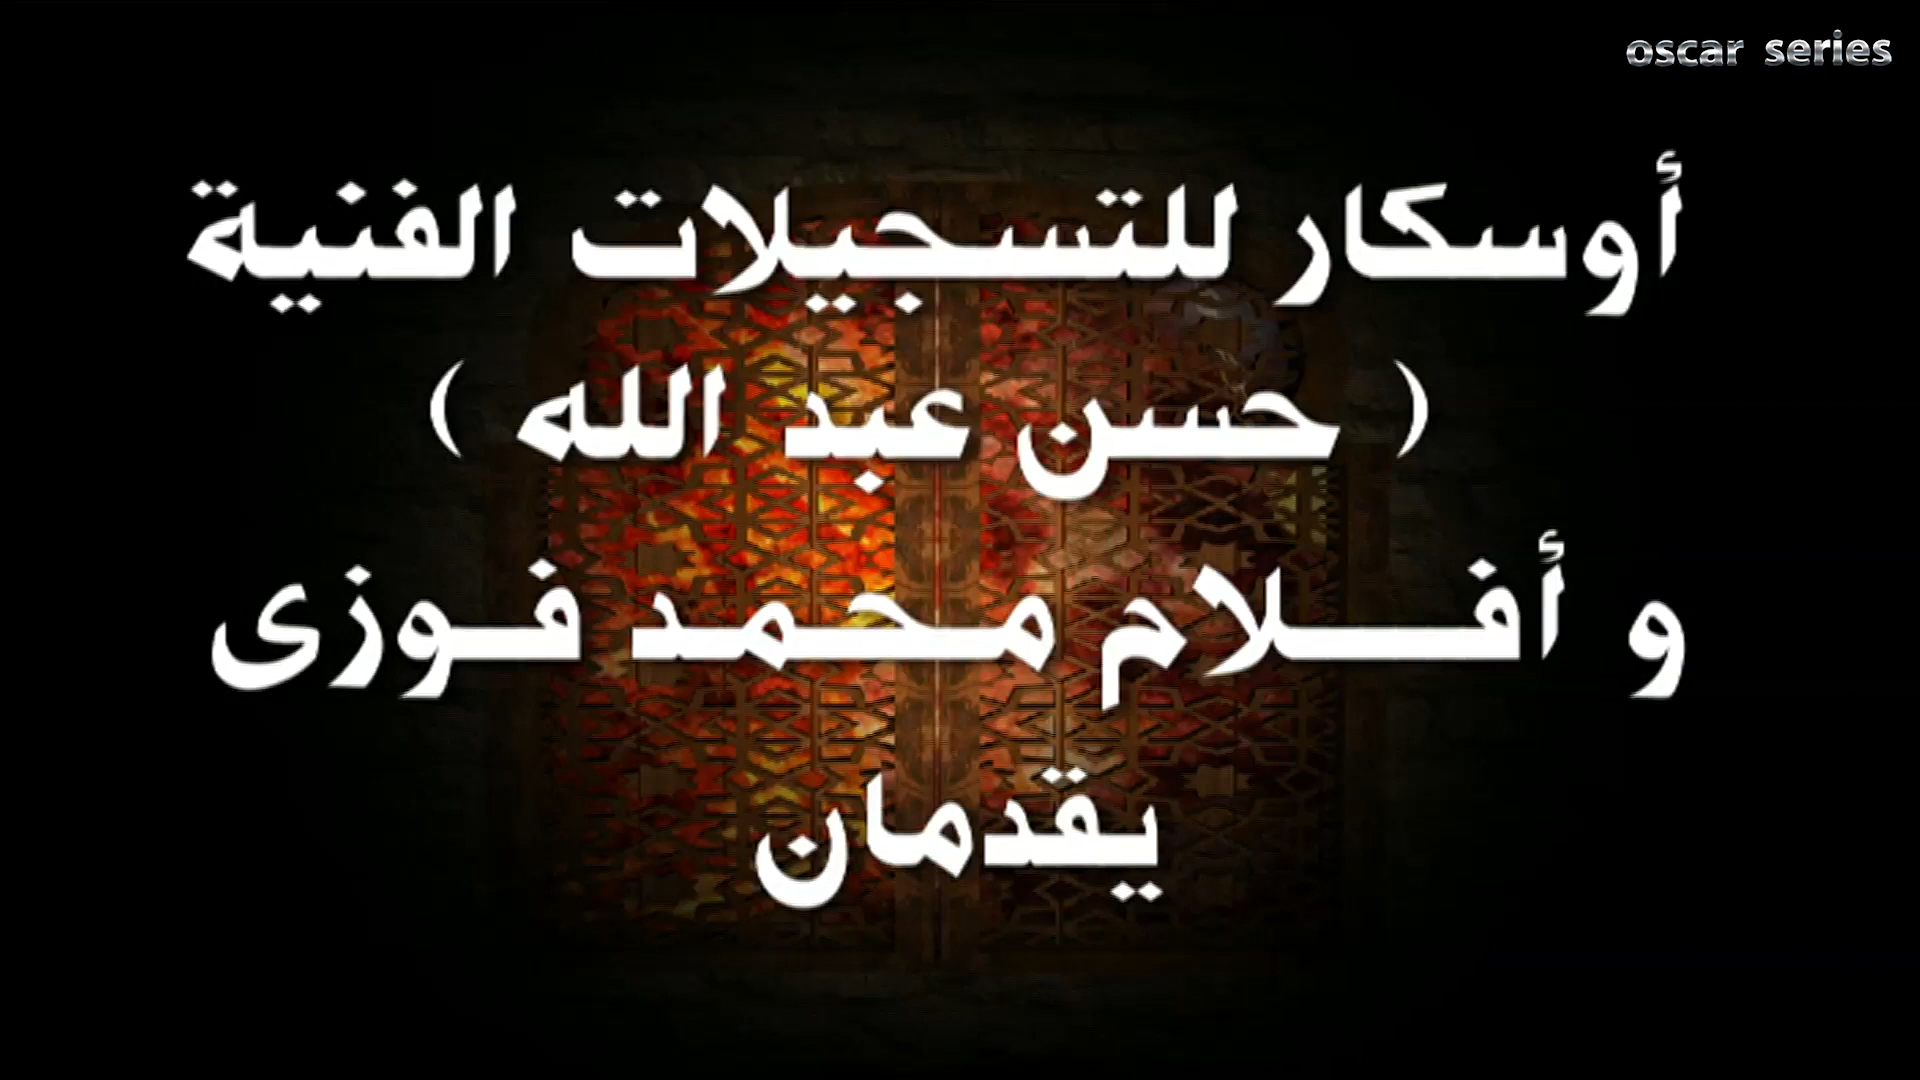 oscar series
أوسكار للتسجيلات الفنية
( حسن عبد الله )
و أفلام محمد فوزى
يقدمان